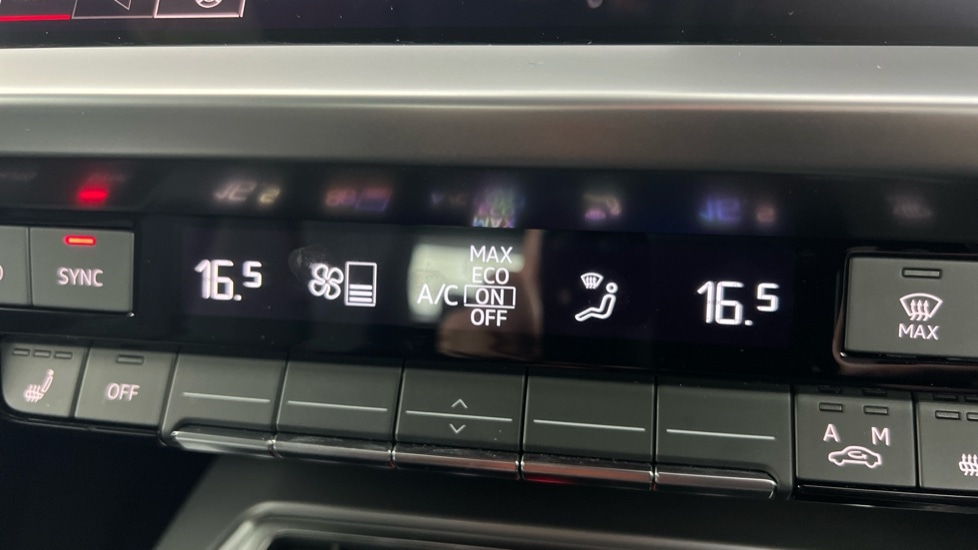 MAX
ECO
16.5 A/C ON 16.5
OFF
SYNC
MAX
OFF
A M